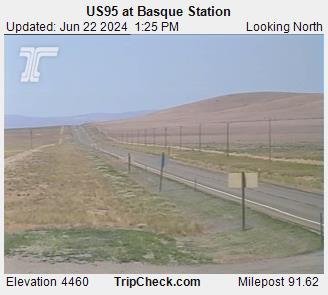 US95 at Basque Station
Updated: Jun 22 2024 1:25 PM Looking North
Elevation 4460 TripCheck.com Milepost 91.62